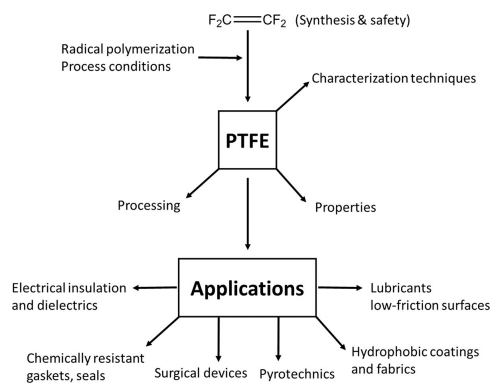 F₂C=CF₂ (Synthesis & safety)
Radical polymerization
Process conditions
Characterization techniques
PTFE
Processing
Properties
Applications
Electrical insulation
and dielectrics
Lubricants
low-friction surfaces
Chemically resistant
gaskets, seals
Surgical devices
Pyrotechnics
Hydrophobic coatings
and fabrics